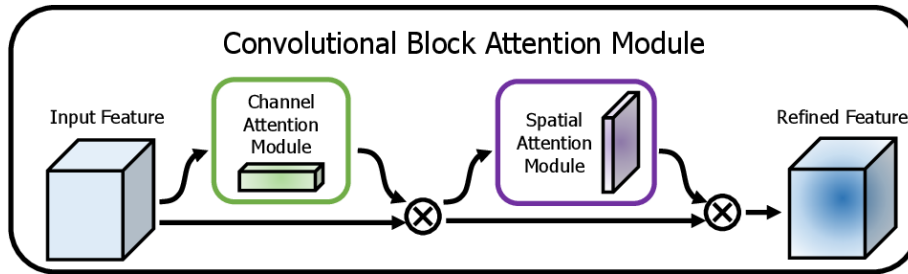 Convolutional Block Attention Module
Input Feature
Channel
Attention
Module
Spatial
Attention
Module
Refined Feature